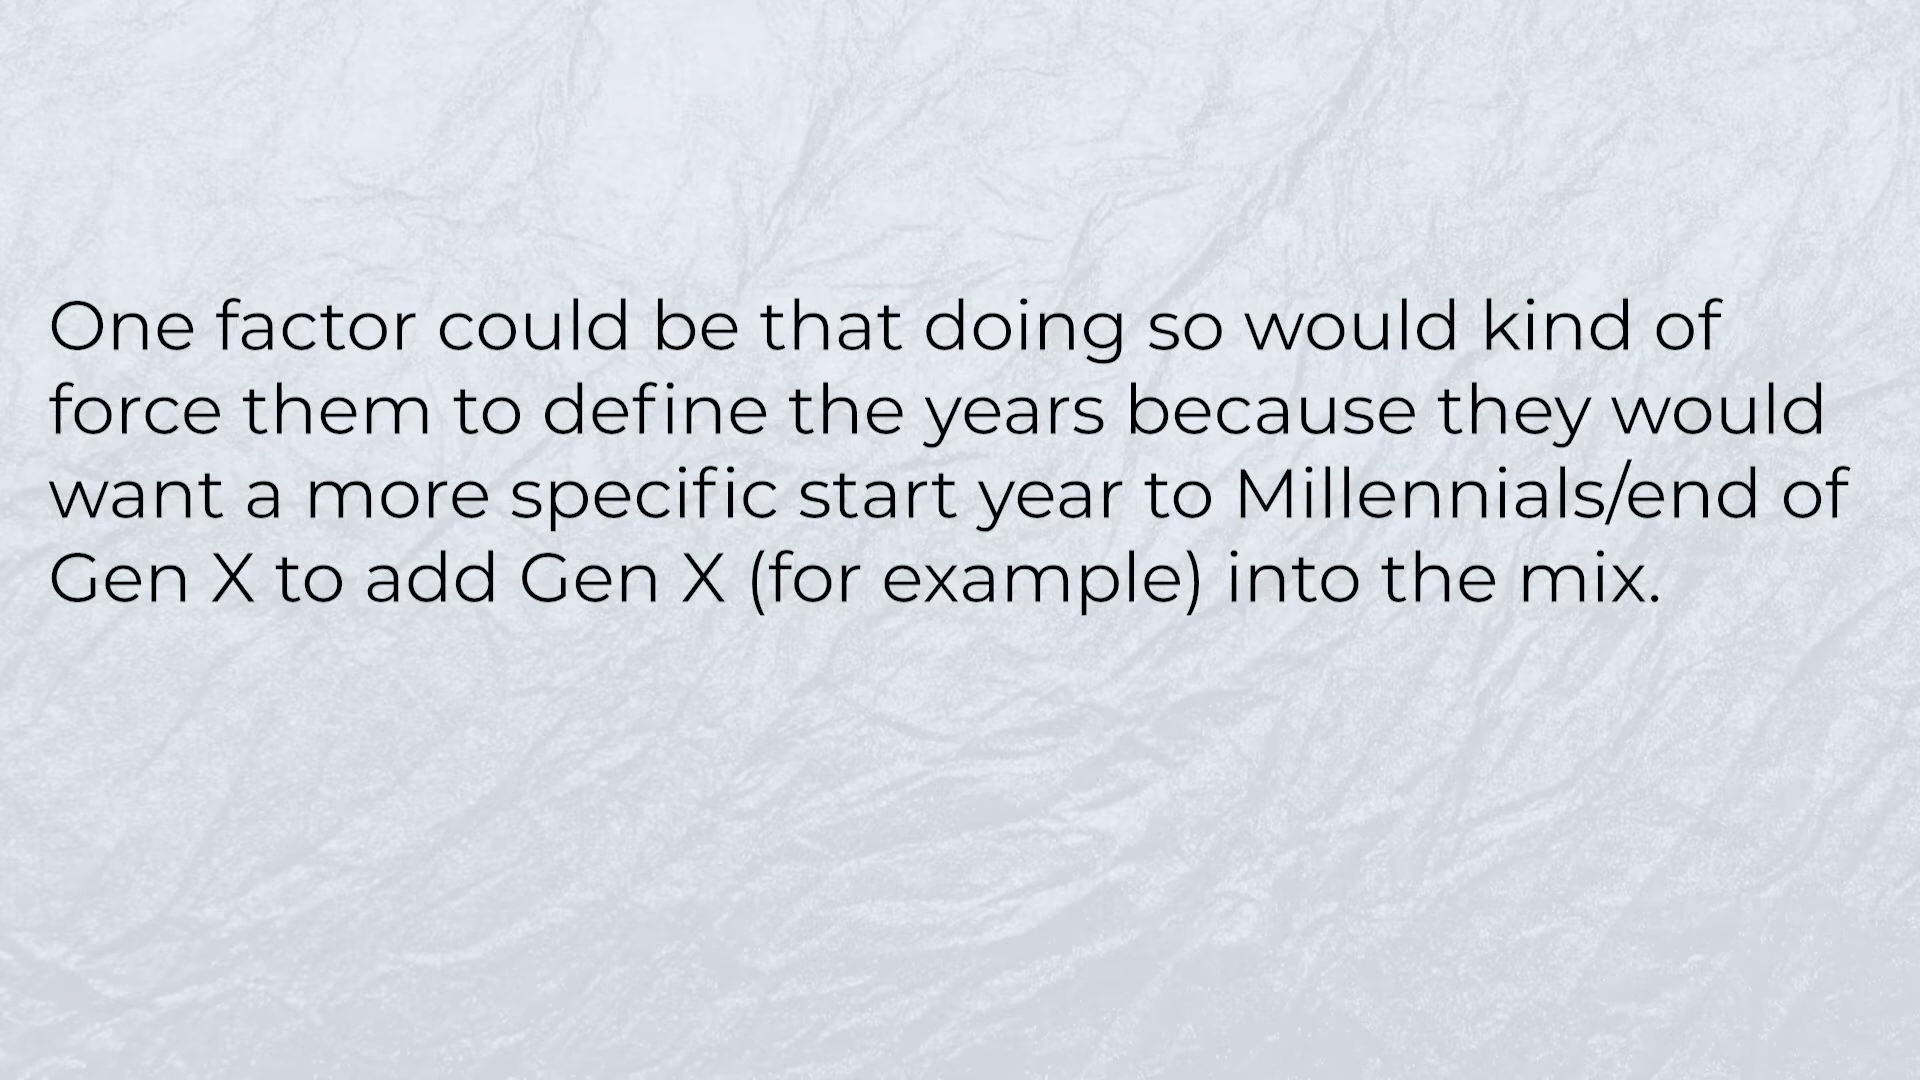 One factor could be that doing so would kind of
force them to define the years because they would
want a more specific start year to Millennials/end of
Gen X to add Gen X (for example) into the mix.